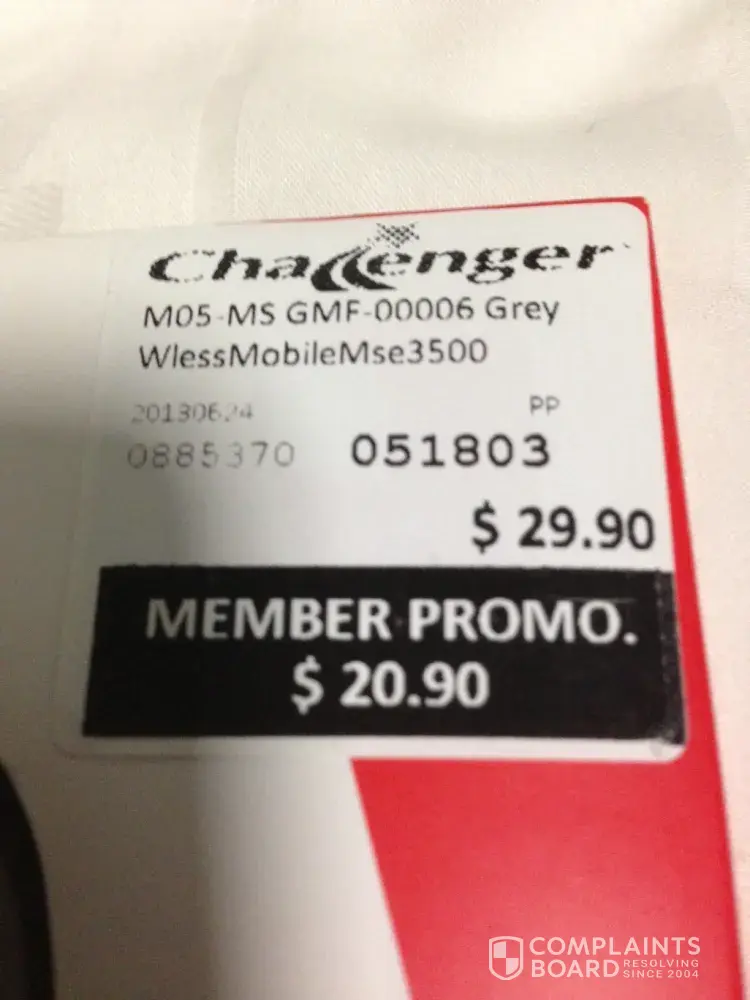 Challenger
M05-MS GMF-00006 Grey
WlessMobileMse3500
20130624 PP
0885370 051803
$ 29.90
MEMBER PROMO.
$ 20.90
COMPLAINTS
BOARD RESOLVING
SINCE 2004